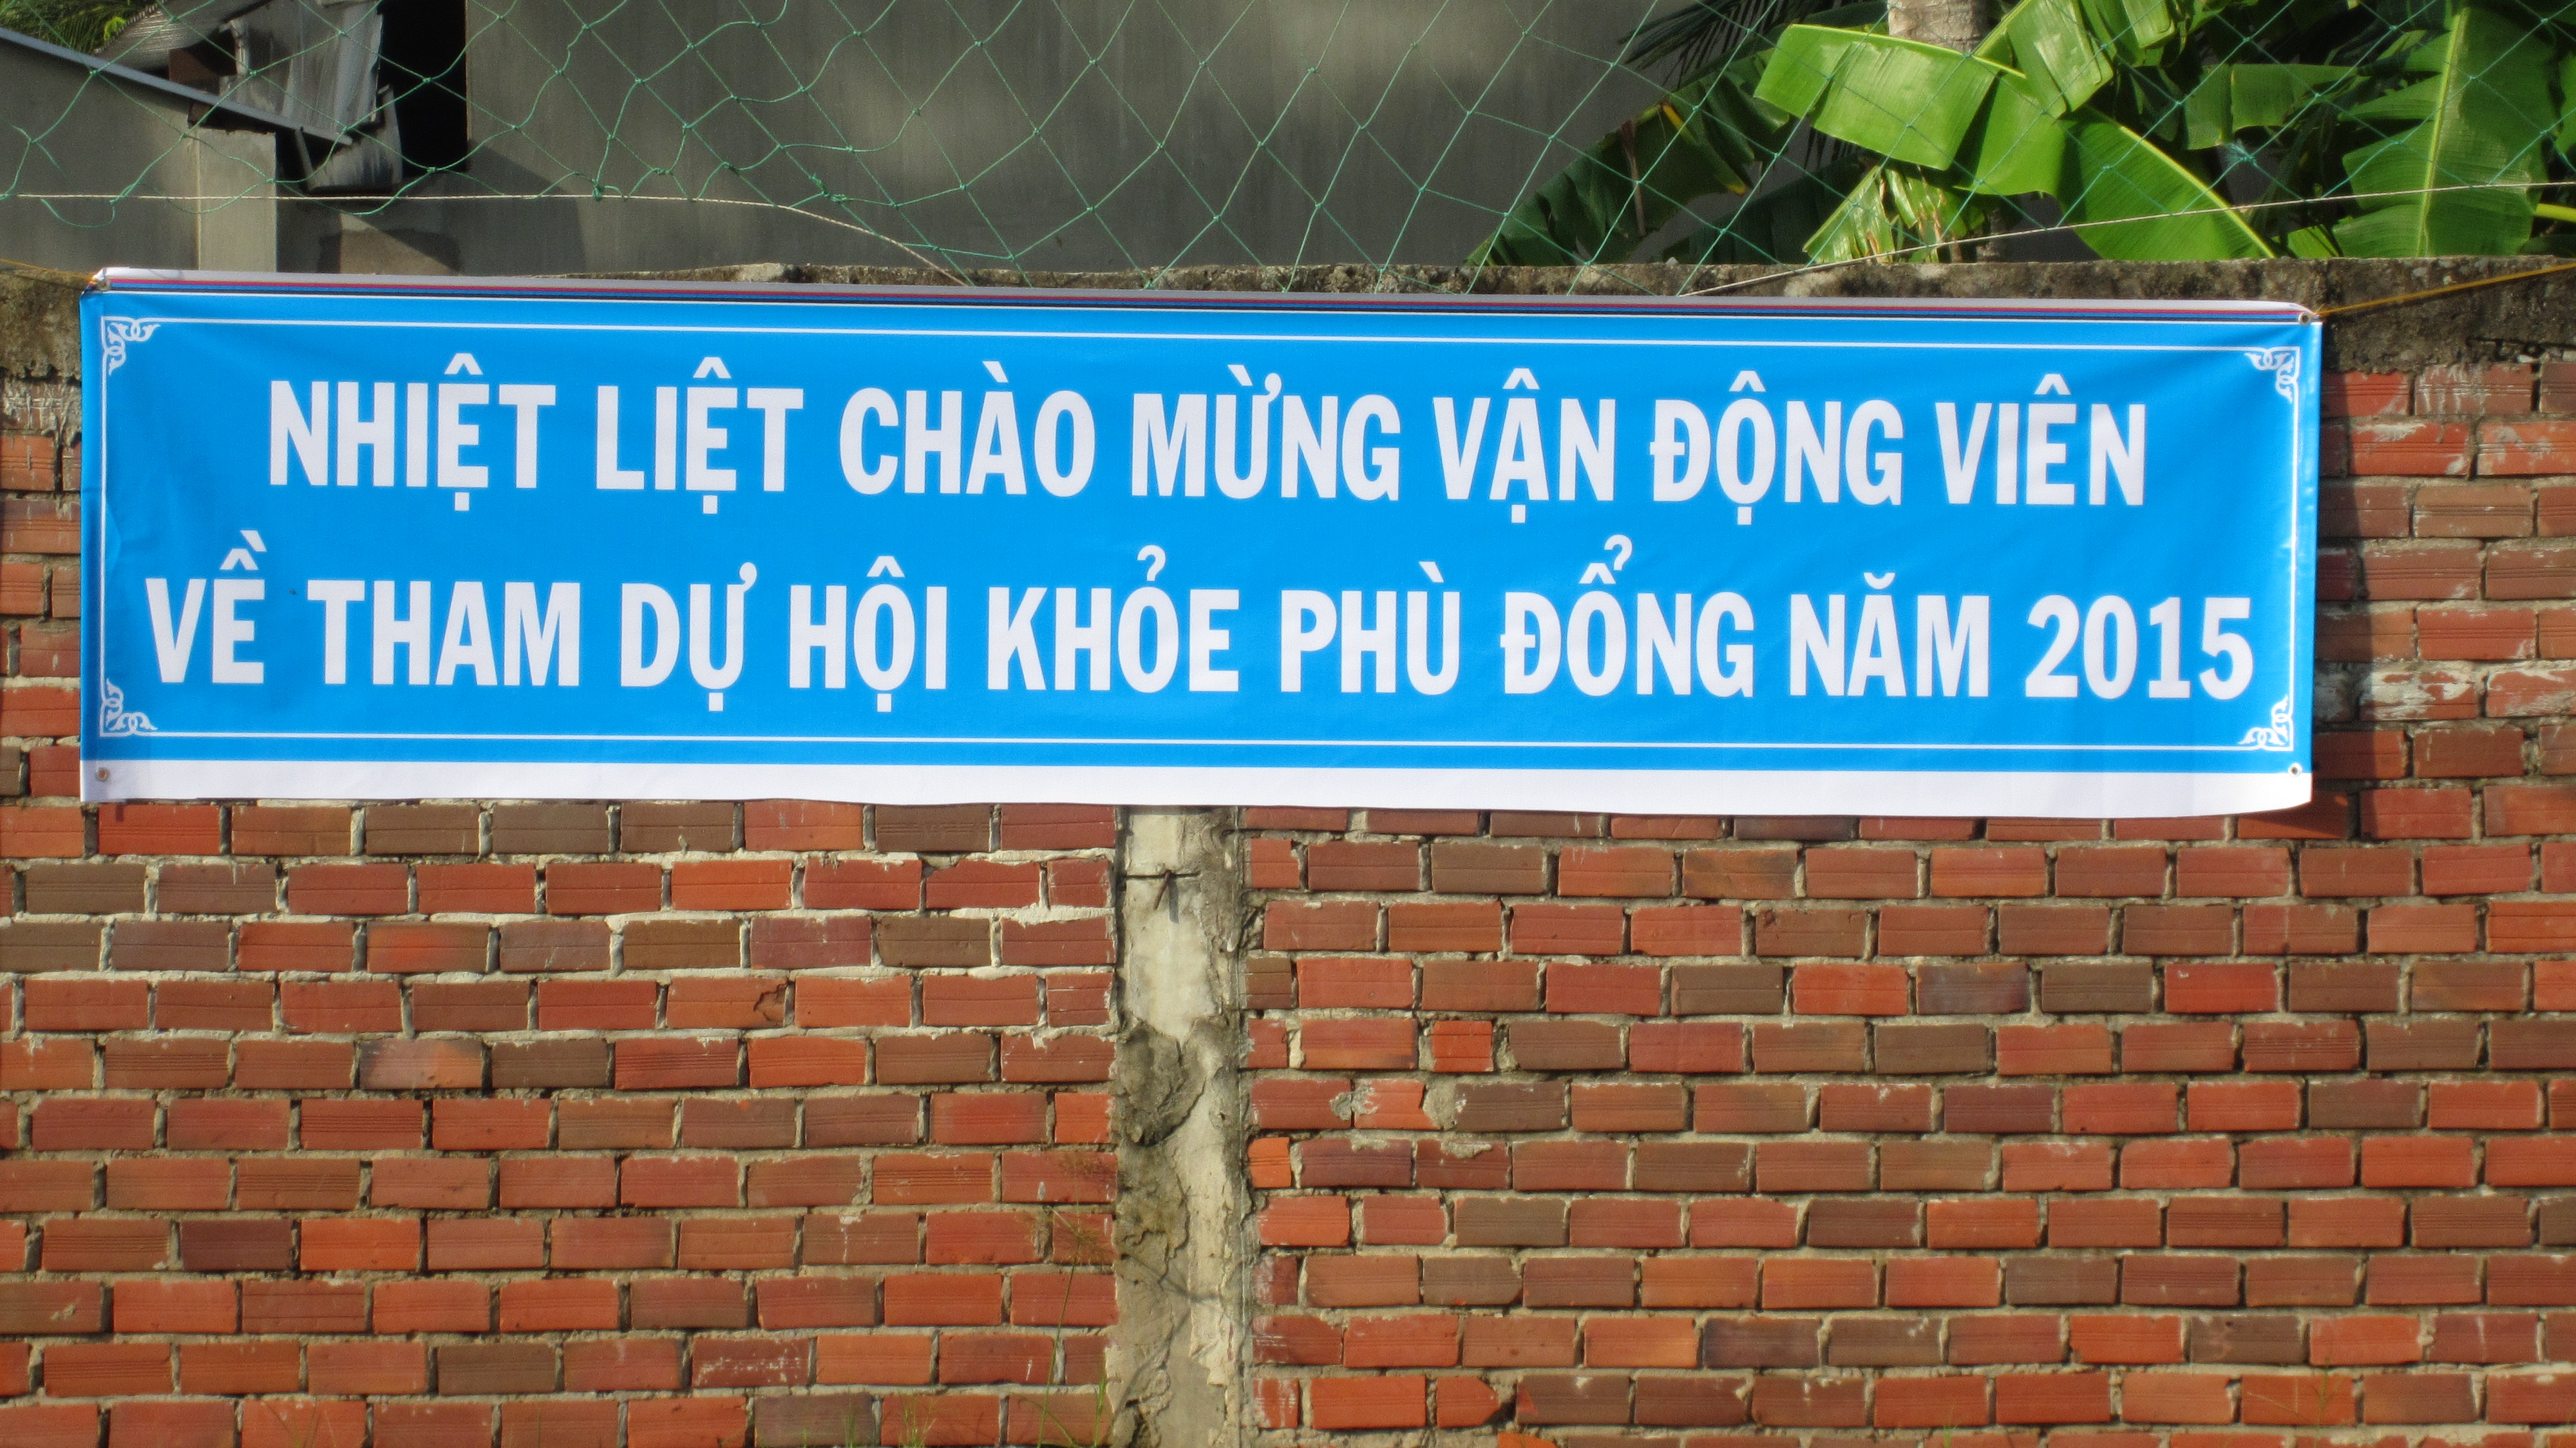 NHIỆT LIỆT CHÀO MỪNG VẬN ĐỘNG VIÊN
VỀ THAM DỰ HỘI KHỎE PHÙ ĐỔNG NĂM 2015